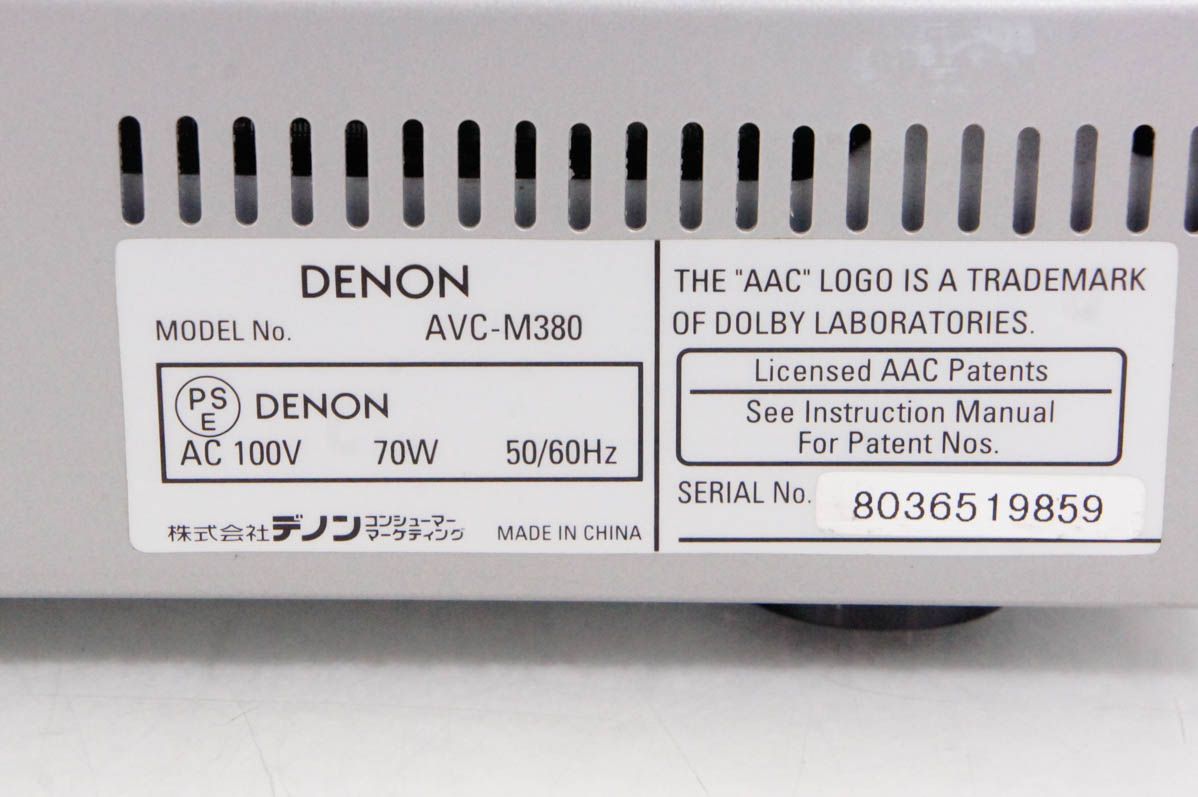 DENON
MODEL No. AVC-M380
PSE DENON
AC 100V 70W 50/60Hz
株式会社デノン コンシューマー マーケティング MADE IN CHINA
THE "AAC" LOGO IS A TRADEMARK
OF DOLBY LABORATORIES.
Licensed AAC Patents
See Instruction Manual
For Patent Nos.
SERIAL No. 8036519859